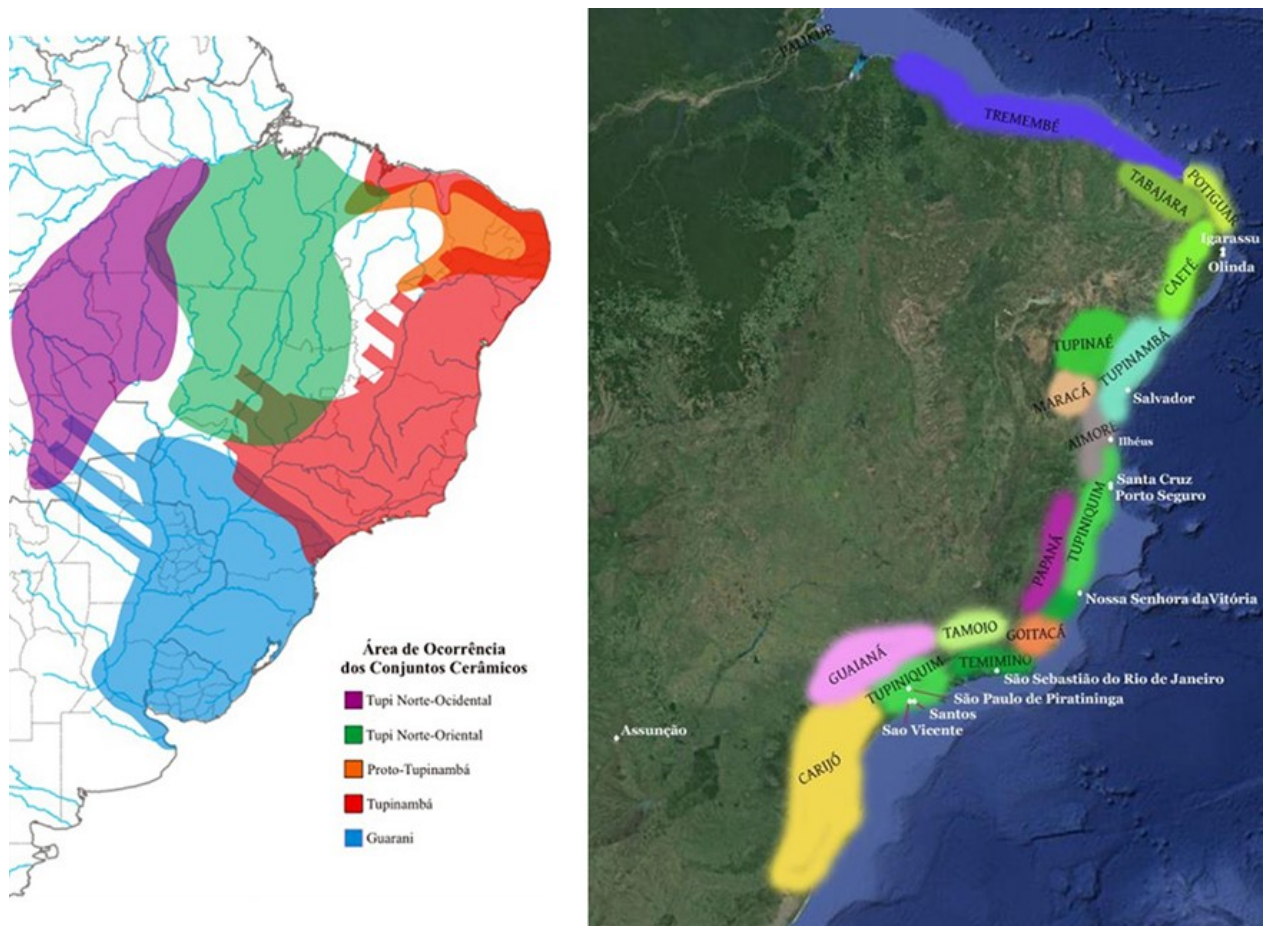 Área de Ocorrência
dos Conjuntos Cerâmicos
Tupi Norte-Ocidental
Tupi Norte-Oriental
Proto-Tupinambá
Tupinambá
Guarani
PALIKUR
TREMEMBÉ
TABAJARA
POTIGUAR
Igarassu
Olinda
CAETÉ
TUPINAÉ
TUPINAMBÁ
MARACÁ
Salvador
AIMORÉ
Ilhéus
Santa Cruz
Porto Seguro
TUPINIQUIM
PAPANÁ
Nossa Senhora daVitória
TAMOIO
GOITACÁ
GUAIANÁ
TUPINIQUIM
TEMIMINO
São Sebastião do Rio de Janeiro
São Paulo de Piratininga
Santos
Sao Vicente
Assunção
CARIJÓ